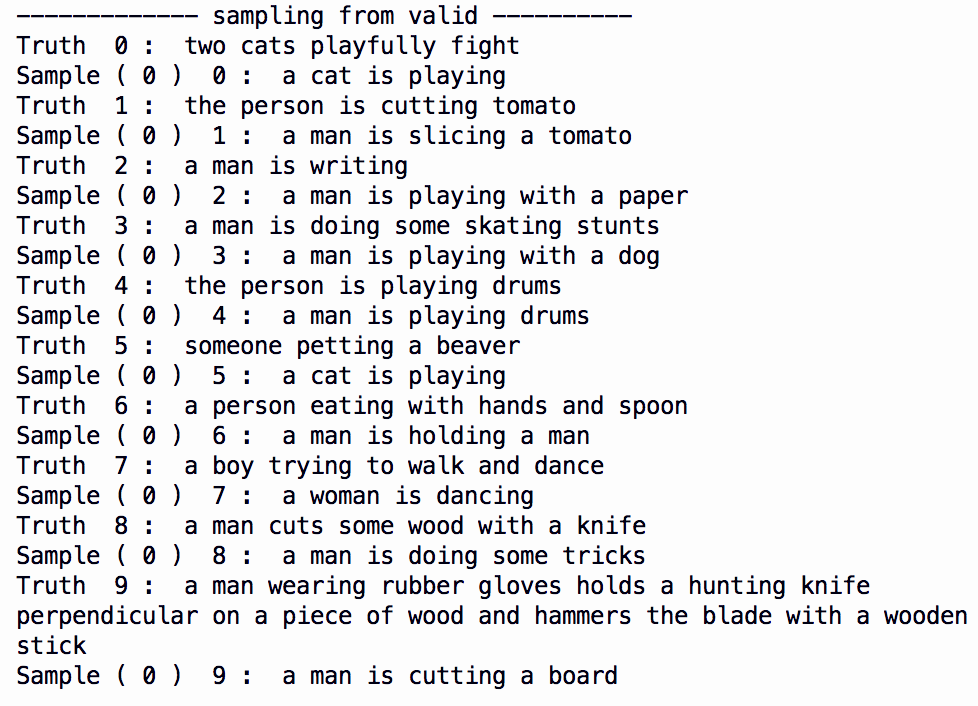 ------------- sampling from valid ----------
Truth  0 :  two cats playfully fight
Sample ( 0 )  0 :  a cat is playing
Truth  1 :  the person is cutting tomato
Sample ( 0 )  1 :  a man is slicing a tomato
Truth  2 :  a man is writing
Sample ( 0 )  2 :  a man is playing with a paper
Truth  3 :  a man is doing some skating stunts
Sample ( 0 )  3 :  a man is playing with a dog
Truth  4 :  the person is playing drums
Sample ( 0 )  4 :  a man is playing drums
Truth  5 :  someone petting a beaver
Sample ( 0 )  5 :  a cat is playing
Truth  6 :  a person eating with hands and spoon
Sample ( 0 )  6 :  a man is holding a man
Truth  7 :  a boy trying to walk and dance
Sample ( 0 )  7 :  a woman is dancing
Truth  8 :  a man cuts some wood with a knife
Sample ( 0 )  8 :  a man is doing some tricks
Truth  9 :  a man wearing rubber gloves holds a hunting knife
perpendicular on a piece of wood and hammers the blade with a wooden
stick
Sample ( 0 )  9 :  a man is cutting a board